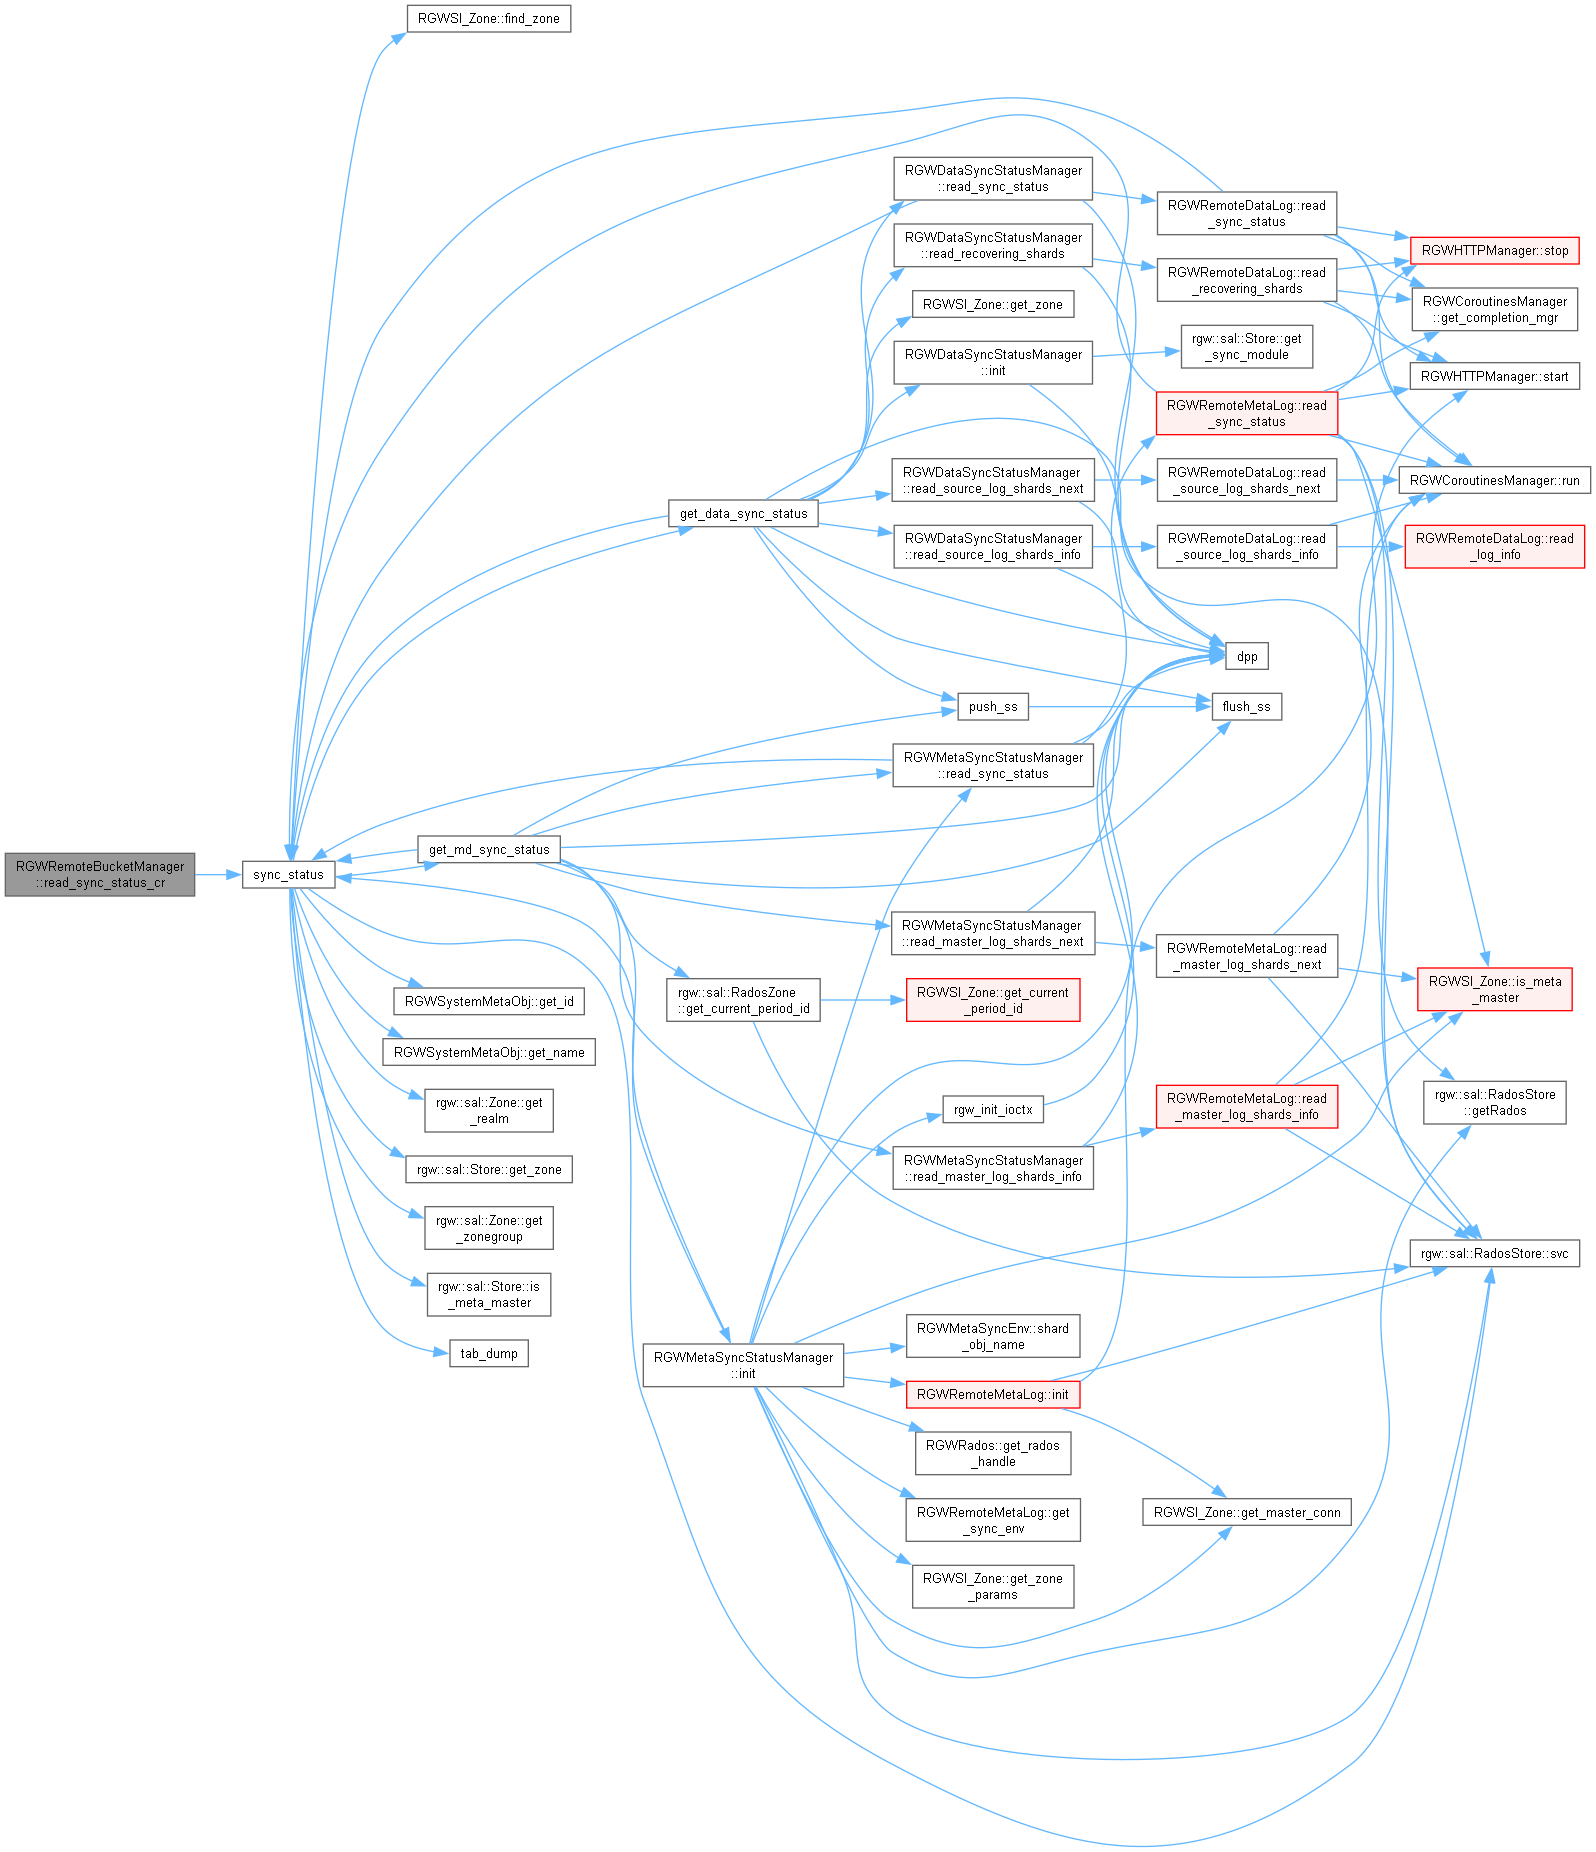 RGWRemoteBucketManager
::read_sync_status_cr
sync_status
RGWSI_Zone::find_zone
get_data_sync_status
get_md_sync_status
RGWSystemMetaObj::get_id
RGWSystemMetaObj::get_name
rgw::sal::Zone::get
_realm
rgw::sal::Store::get_zone
rgw::sal::Zone::get
_zonegroup
rgw::sal::Store::is
_meta_master
tab_dump
rgw::sal::RadosZone
::get_current_period_id
RGWMetaSyncStatusManager
::init
RGWDataSyncStatusManager
::read_sync_status
RGWDataSyncStatusManager
::read_recovering_shards
RGWSI_Zone::get_zone
RGWDataSyncStatusManager
::init
RGWDataSyncStatusManager
::read_source_log_shards_next
RGWDataSyncStatusManager
::read_source_log_shards_info
push_ss
RGWMetaSyncStatusManager
::read_sync_status
RGWMetaSyncStatusManager
::read_master_log_shards_next
RGWSI_Zone::get_current
_period_id
rgw_init_ioctx
RGWMetaSyncStatusManager
::read_master_log_shards_info
RGWMetaSyncEnv::shard
_obj_name
RGWRemoteMetaLog::init
RGWRados::get_rados
_handle
RGWRemoteMetaLog::get
_sync_env
RGWSI_Zone::get_zone
_params
RGWRemoteDataLog::read
_sync_status
RGWRemoteDataLog::read
_recovering_shards
rgw::sal::Store::get
_sync_module
RGWRemoteMetaLog::read
_sync_status
RGWRemoteDataLog::read
_source_log_shards_next
RGWRemoteDataLog::read
_source_log_shards_info
dpp
flush_ss
RGWRemoteMetaLog::read
_master_log_shards_next
RGWRemoteMetaLog::read
_master_log_shards_info
RGWSI_Zone::get_master_conn
RGWHTTPManager::stop
RGWCoroutinesManager
::get_completion_mgr
RGWHTTPManager::start
RGWCoroutinesManager::run
RGWRemoteDataLog::read
_log_info
RGWSI_Zone::is_meta
_master
rgw::sal::RadosStore
::getRados
rgw::sal::RadosStore::svc